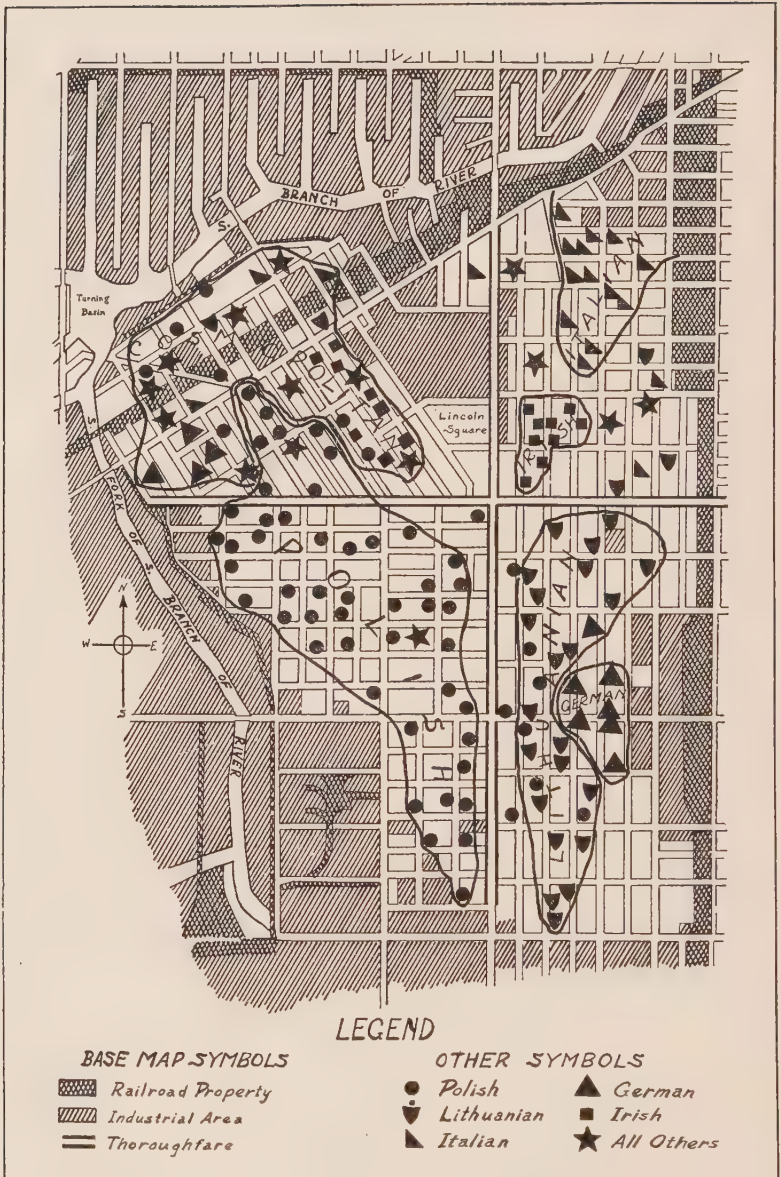 BRANCH OF RIVER
S.
Turning
Basin
COSMOPOLITAN
ITALIAN
Lincoln
Square
IRISH
S. FORK OF S. BRANCH OF RIVER
N
W E
S
POLISH
LITHUANIAN
GERMAN
LEGEND
BASE MAP SYMBOLS
Railroad Property
Industrial Area
Thoroughfare
OTHER SYMBOLS
Polish
Lithuanian
Italian
German
Irish
All Others